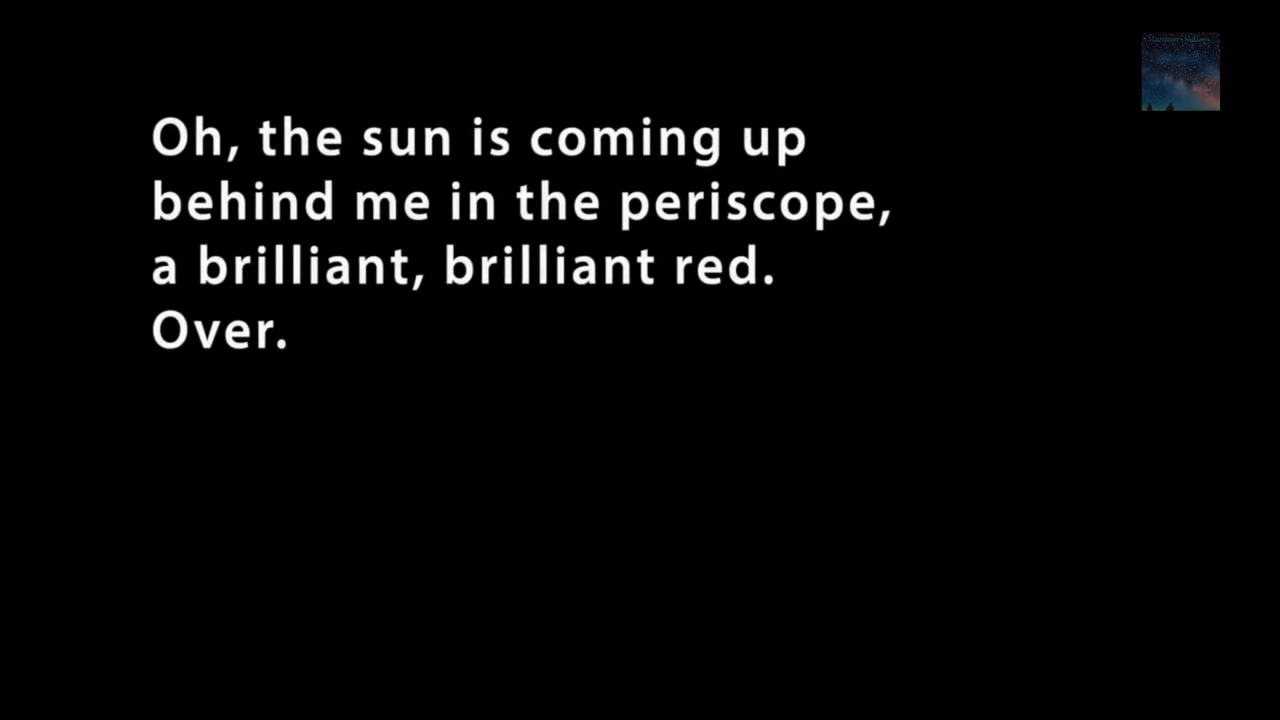 Oh, the sun is coming up
behind me in the periscope,
a brilliant, brilliant red.
Over.